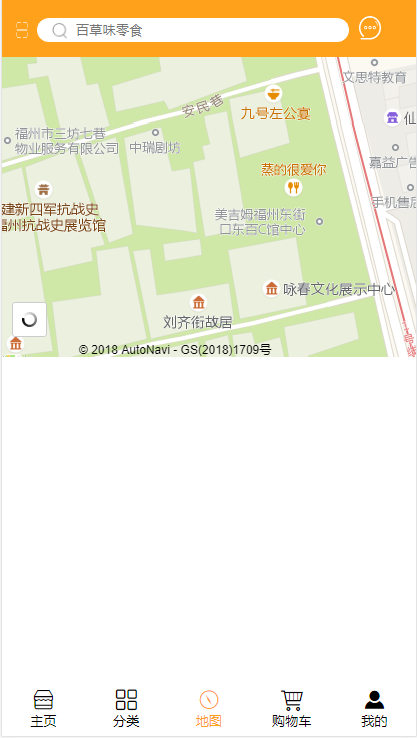 百草味零食
文思特教育
安民巷
九号左公宴
仙
福州市三坊七巷
物业服务有限公司
中瑞剧坊
嘉益广告
蒸的很爱你
手机售后
建新四军抗战史
福州抗战史展览馆
美吉姆福州东街
口东百C馆中心
咏春文化展示中心
刘齐衔故居
© 2018 AutoNavi - GS(2018)1709号
主页
分类
地图
购物车
我的